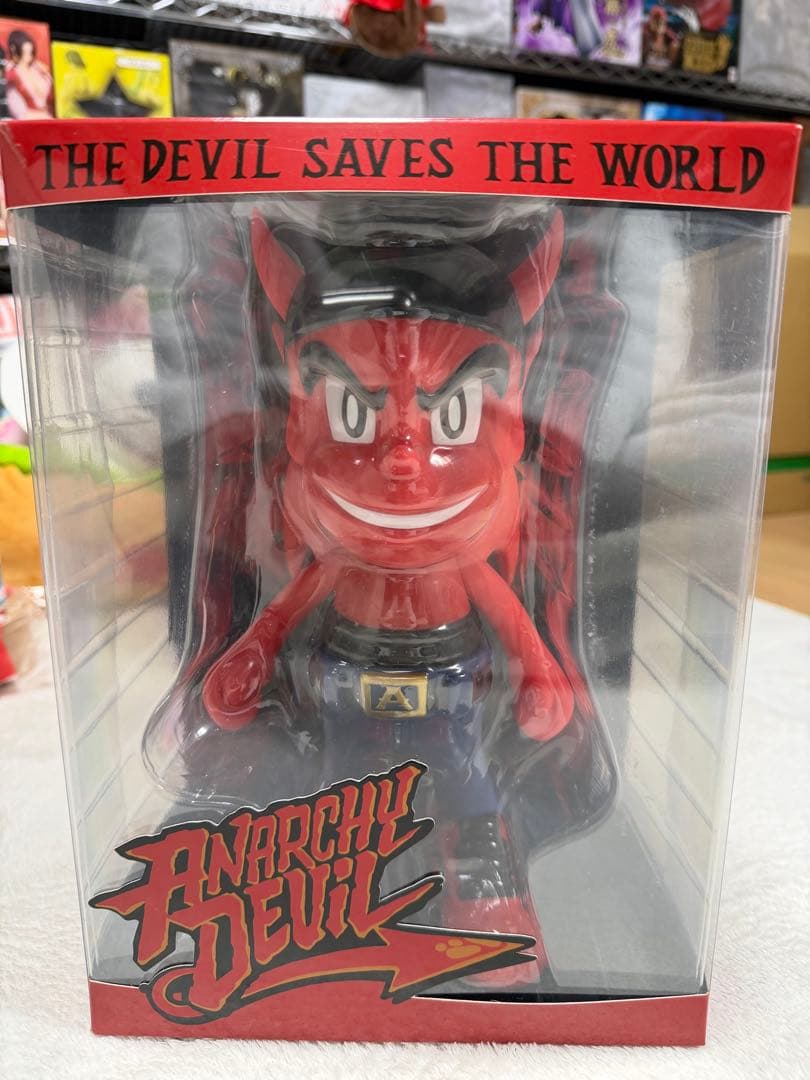 THE DEVIL SAVES THE WORLD
A
ANARCHY
DEViL